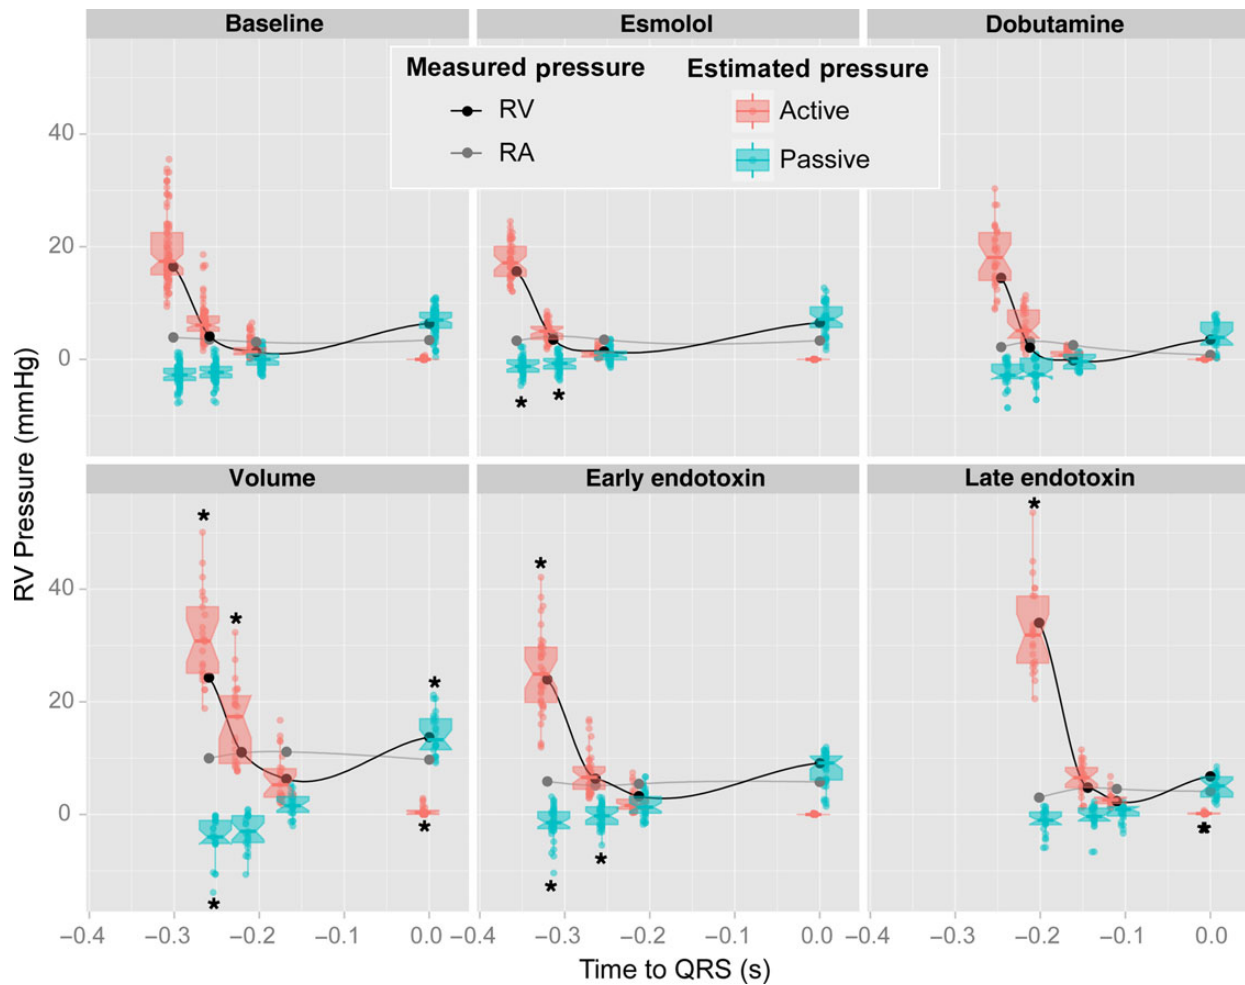 Baseline Esmolol Dobutamine
Measured pressure Estimated pressure
RV Active
RA Passive
40
20
0
RV Pressure (mmHg)
Volume Early endotoxin Late endotoxin
* * * * * *
40
20
0
* * * * * *
−0.4 −0.3 −0.2 −0.1 0.0 −0.4 −0.3 −0.2 −0.1 0.0 −0.4 −0.3 −0.2 −0.1 0.0
Time to QRS (s)